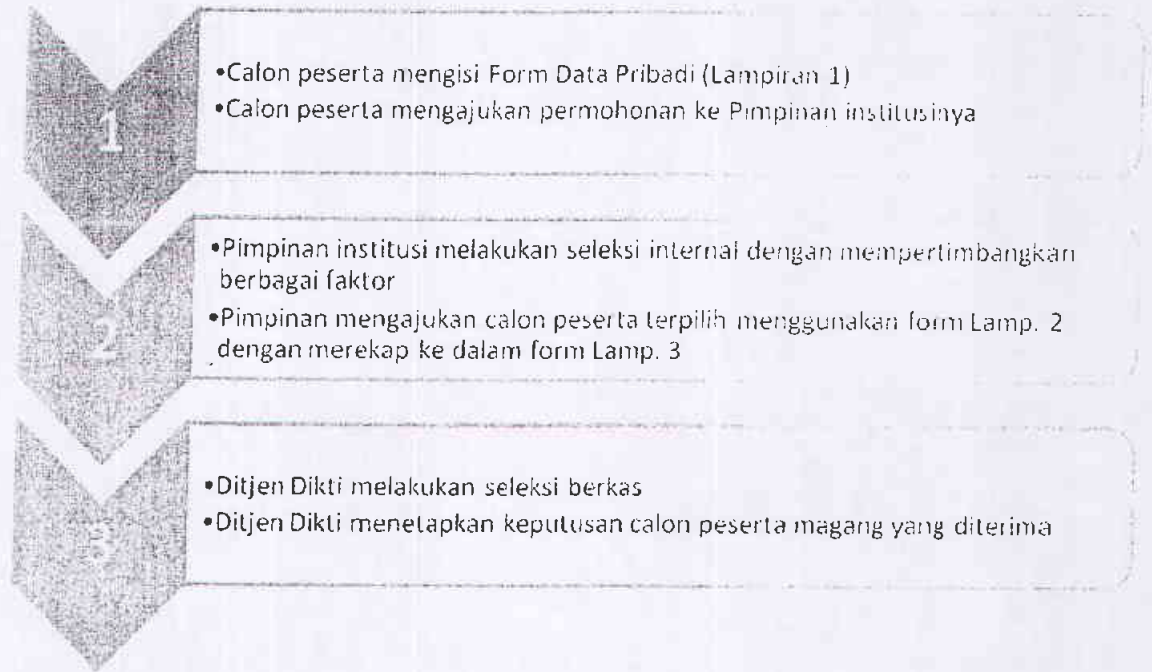 1
•Calon peserta mengisi Form Data Pribadi (Lampiran 1)
•Calon peserta mengajukan permohonan ke Pimpinan institusinya
2
•Pimpinan institusi melakukan seleksi internal dengan mempertimbangkan
berbagai faktor
•Pimpinan mengajukan calon peserta terpilih menggunakan form Lamp. 2
dengan merekap ke dalam form Lamp. 3
3
•Ditjen Dikti melakukan seleksi berkas
•Ditjen Dikti menetapkan keputusan calon peserta magang yang diterima